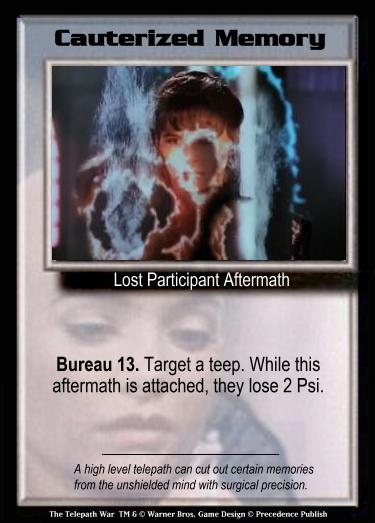 Cauterized Memory
Lost Participant Aftermath
Bureau 13. Target a teep. While this
aftermath is attached, they lose 2 Psi.
A high level telepath can cut out certain memories
from the unshielded mind with surgical precision.
The Telepath War TM & © Warner Bros. Game Design © Precedence Publish